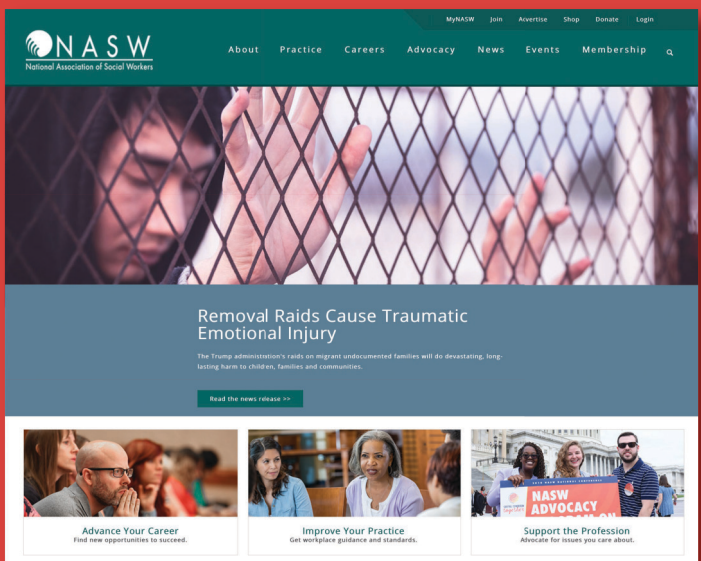 MyNASW Join Acvertise Shop Donate Login
NASW
National Association of Social Workers
About Practice Careers Advocacy News Events Membership
Removal Raids Cause Traumatic
Emotional Injury
The Trump administration's raids on migrant undocumented families will do devastating, long-
lasting harm to children, families and communities.
Read the news release >>
NASW
ADVOCACY
Advance Your Career
Find new opportunities to succeed.
Improve Your Practice
Get workplace guidance and standards.
Support the Profession
Advocate for issues you care about.